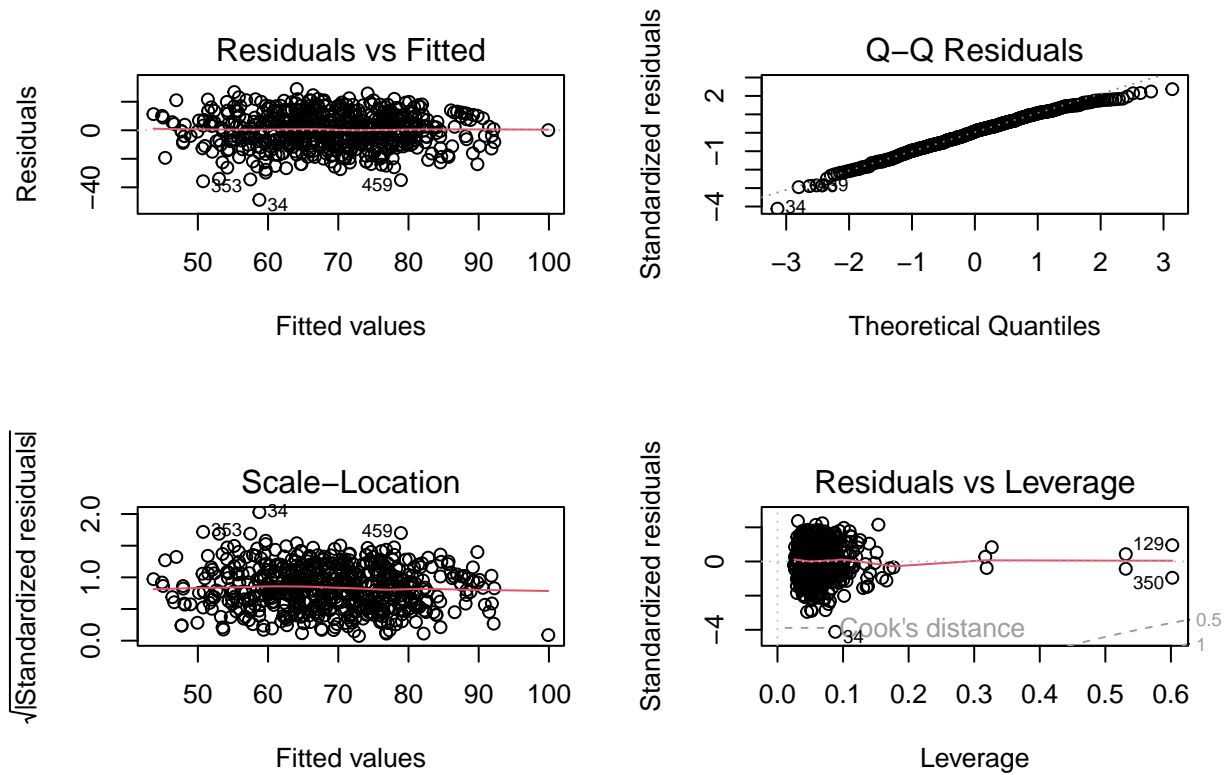 Residuals vs Fitted
Residuals
0
−40
353
459
34
50 60 70 80 90 100
Fitted values
Q−Q Residuals
Standardized residuals
2
−1
−4
34
−3 −2 −1 0 1 2 3
Theoretical Quantiles
Scale−Location
√|Standardized residuals|
2.0
1.0
0.0
34
353
459
50 60 70 80 90 100
Fitted values
Residuals vs Leverage
Standardized residuals
0
−4
129
350
Cook's distance
34
0.5
1
0.0 0.1 0.2 0.3 0.4 0.5 0.6
Leverage